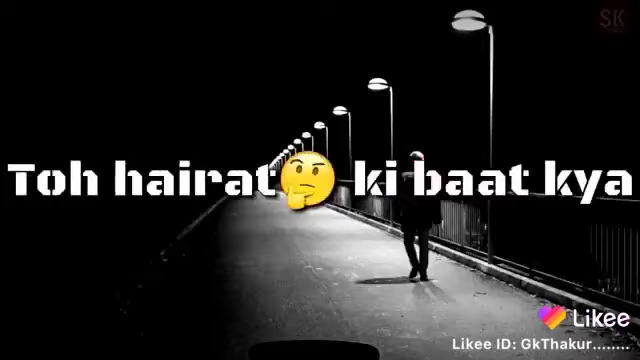 SK
Toh hairat🤔 ki baat kya
Likee
Likee ID: GkThakur........